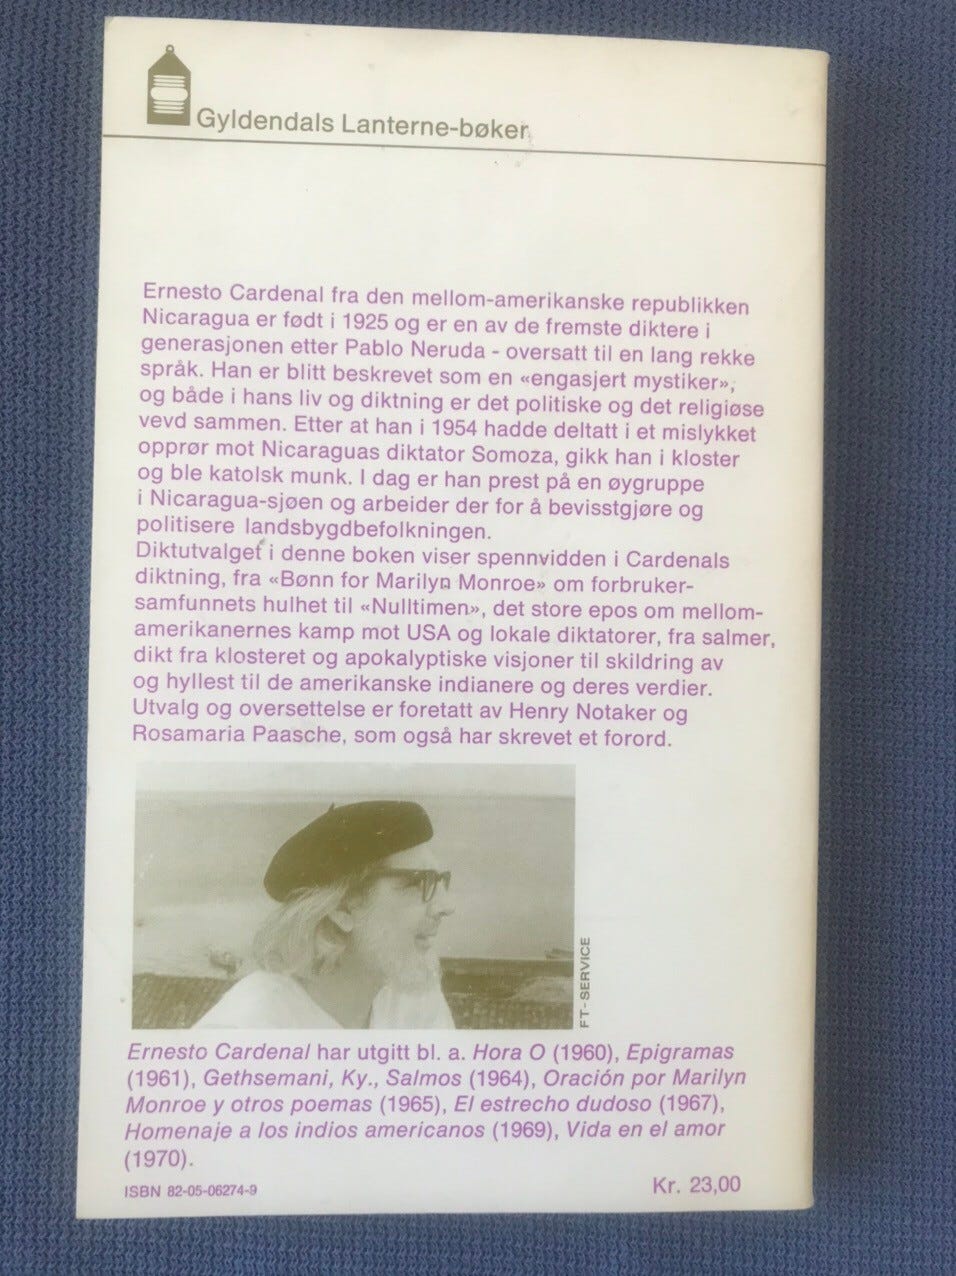 Gyldendals Lanterne-bøker
Ernesto Cardenal fra den mellom-amerikanske republikken
Nicaragua er født i 1925 og er en av de fremste diktere i
generasjonen etter Pablo Neruda - oversatt til en lang rekke
språk. Han er blitt beskrevet som en «engasjert mystiker»,
og både i hans liv og diktning er det politiske og det religiøse
vevd sammen. Etter at han i 1954 hadde deltatt i et mislykket
opprør mot Nicaraguas diktator Somoza, gikk han i kloster
og ble katolsk munk. I dag er han prest på en øygruppe
i Nicaragua-sjøen og arbeider der for å bevisstgjøre og
politisere landsbygdbefolkningen.
Diktutvalget i denne boken viser spennvidden i Cardenals
diktning, fra «Bønn for Marilyn Monroe» om forbruker-
samfunnets hulhet til «Nulltimen», det store epos om mellom-
amerikanernes kamp mot USA og lokale diktatorer, fra salmer,
dikt fra klosteret og apokalyptiske visjoner til skildring av
og hyllest til de amerikanske indianere og deres verdier.
Utvalg og oversettelse er foretatt av Henry Notaker og
Rosamaria Paasche, som også har skrevet et forord.
FT-SERVICE
Ernesto Cardenal har utgitt bl. a. Hora O (1960), Epigramas
(1961), Gethsemani, Ky., Salmos (1964), Oración por Marilyn
Monroe y otros poemas (1965), El estrecho dudoso (1967),
Homenaje a los indios americanos (1969), Vida en el amor
(1970).
ISBN 82-05-06274-9
Kr. 23,00